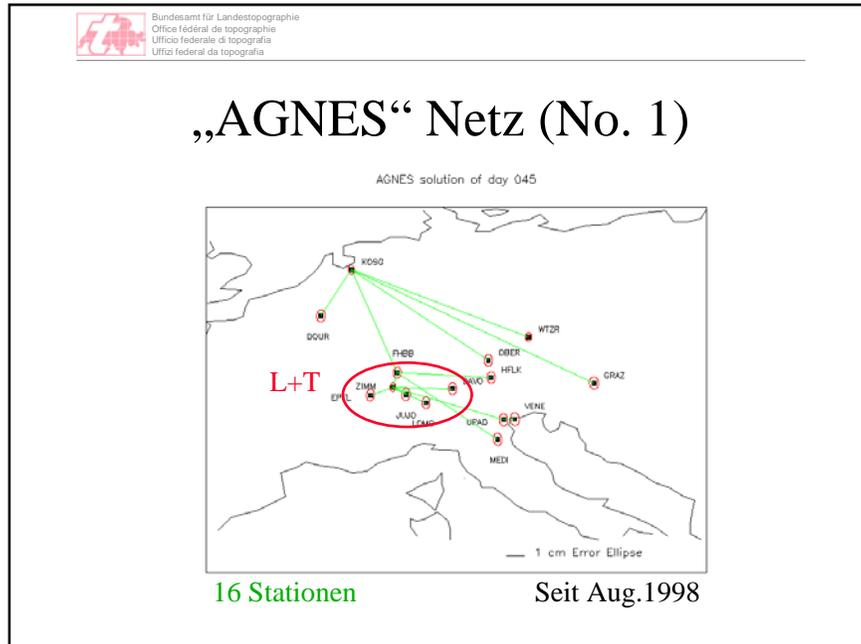 Bundesamt für Landestopographie
Office fédéral de topographie
Ufficio federale di topografia
Uffizi federal da topografia
„AGNES“ Netz (No. 1)
AGNES solution of day 045
KOSG
DOUR
WTZR
FHBB
OBER
HFLK
GRAZ
L+T
ZIMM
DAVO
EPFL
JUJO
LOMO
UPAD
VENE
MEDI
1 cm Error Ellipse
16 Stationen
Seit Aug.1998